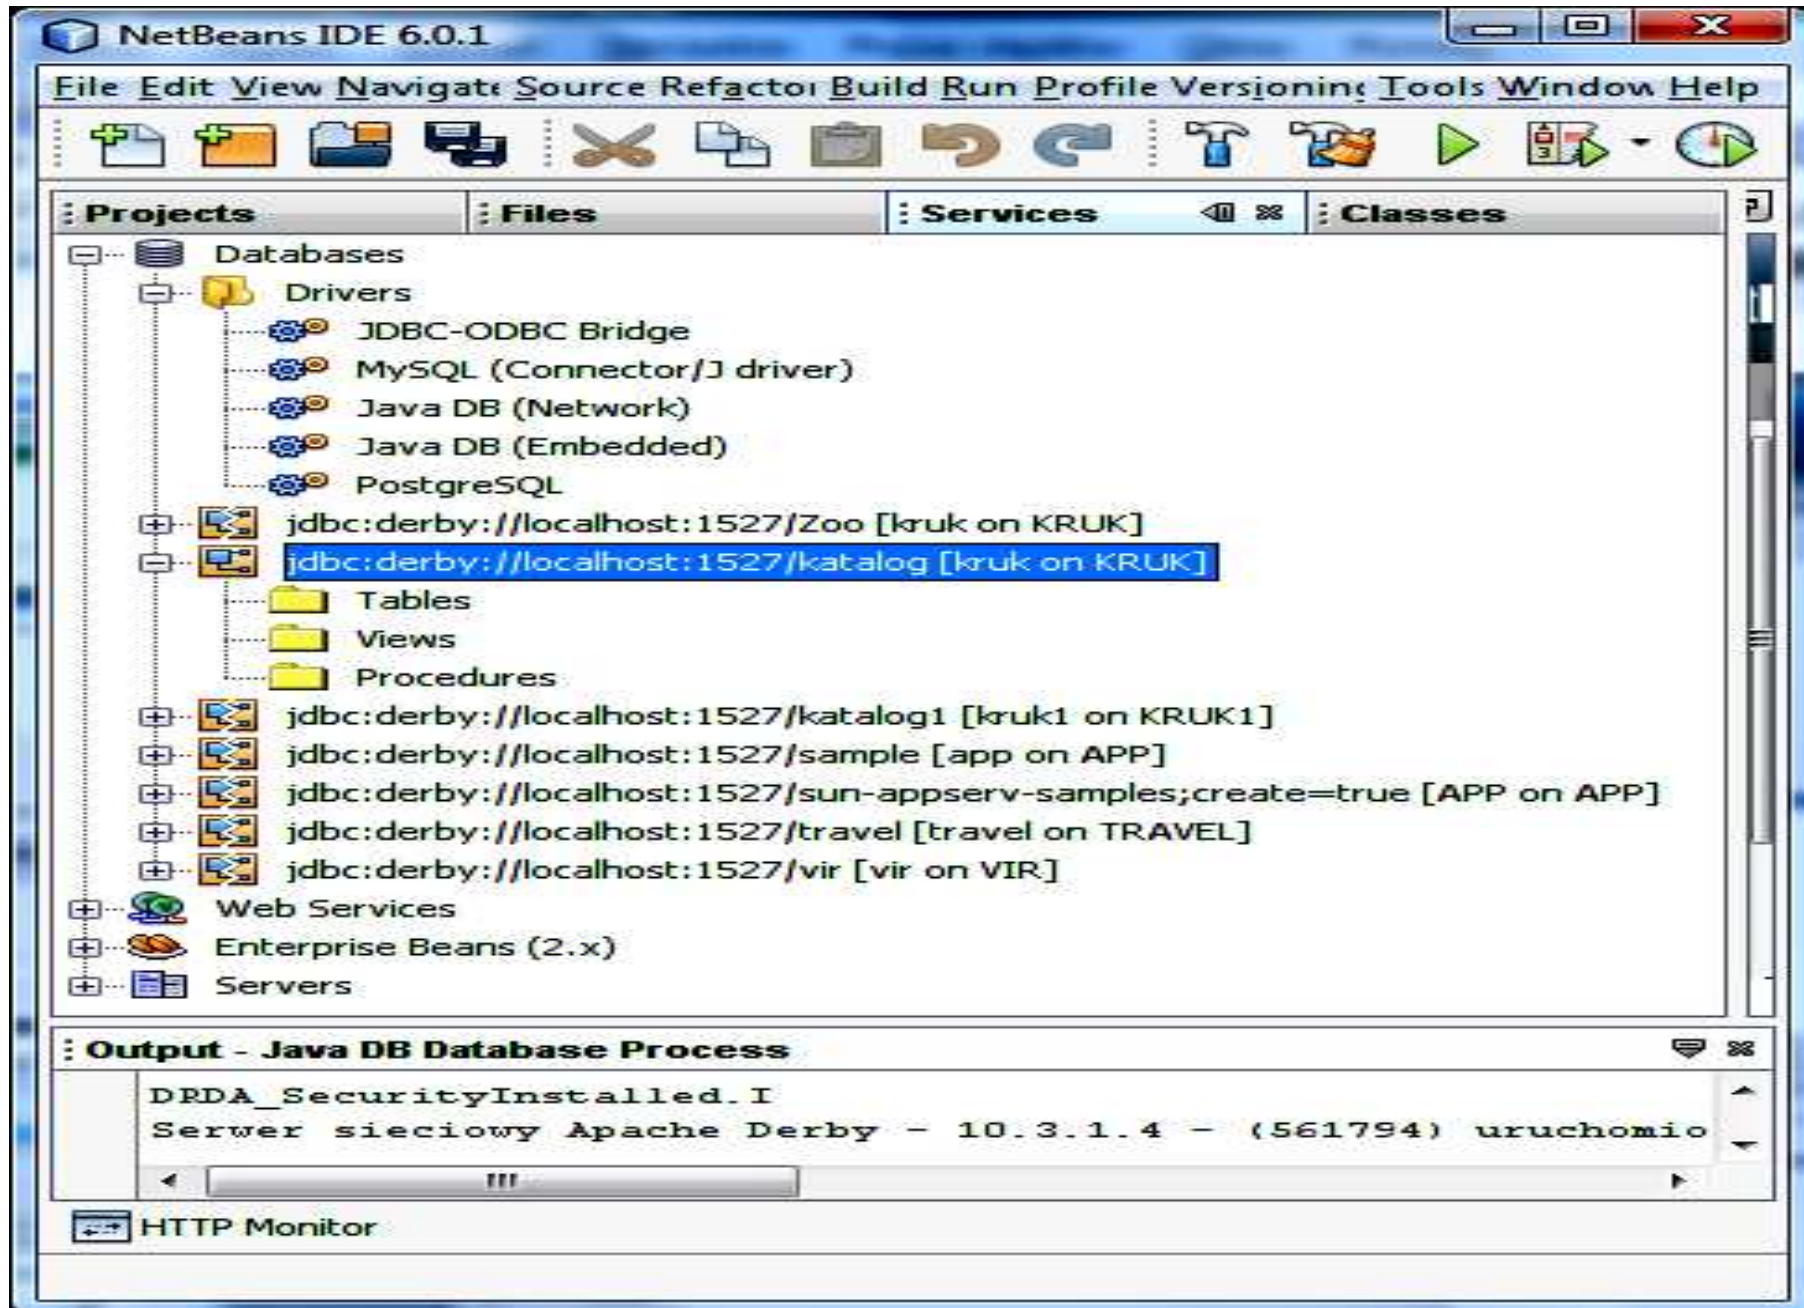 NetBeans IDE 6.0.1
File Edit View Navigate Source Refactor Build Run Profile Versioning Tools Window Help
Projects Files Services Classes
Databases
Drivers
JDBC-ODBC Bridge
MySQL (Connector/J driver)
Java DB (Network)
Java DB (Embedded)
PostgreSQL
jdbc:derby://localhost:1527/Zoo [kruk on KRUK]
jdbc:derby://localhost:1527/katalog [kruk on KRUK]
Tables
Views
Procedures
jdbc:derby://localhost:1527/katalog1 [kruk1 on KRUK1]
jdbc:derby://localhost:1527/sample [app on APP]
jdbc:derby://localhost:1527/sun-appserv-samples;create=true [APP on APP]
jdbc:derby://localhost:1527/travel [travel on TRAVEL]
jdbc:derby://localhost:1527/vir [vir on VIR]
Web Services
Enterprise Beans (2.x)
Servers
Output - Java DB Database Process
DRDA_SecurityInstalled.I
Serwer sieciowy Apache Derby - 10.3.1.4 - (561794) uruchomio
HTTP Monitor